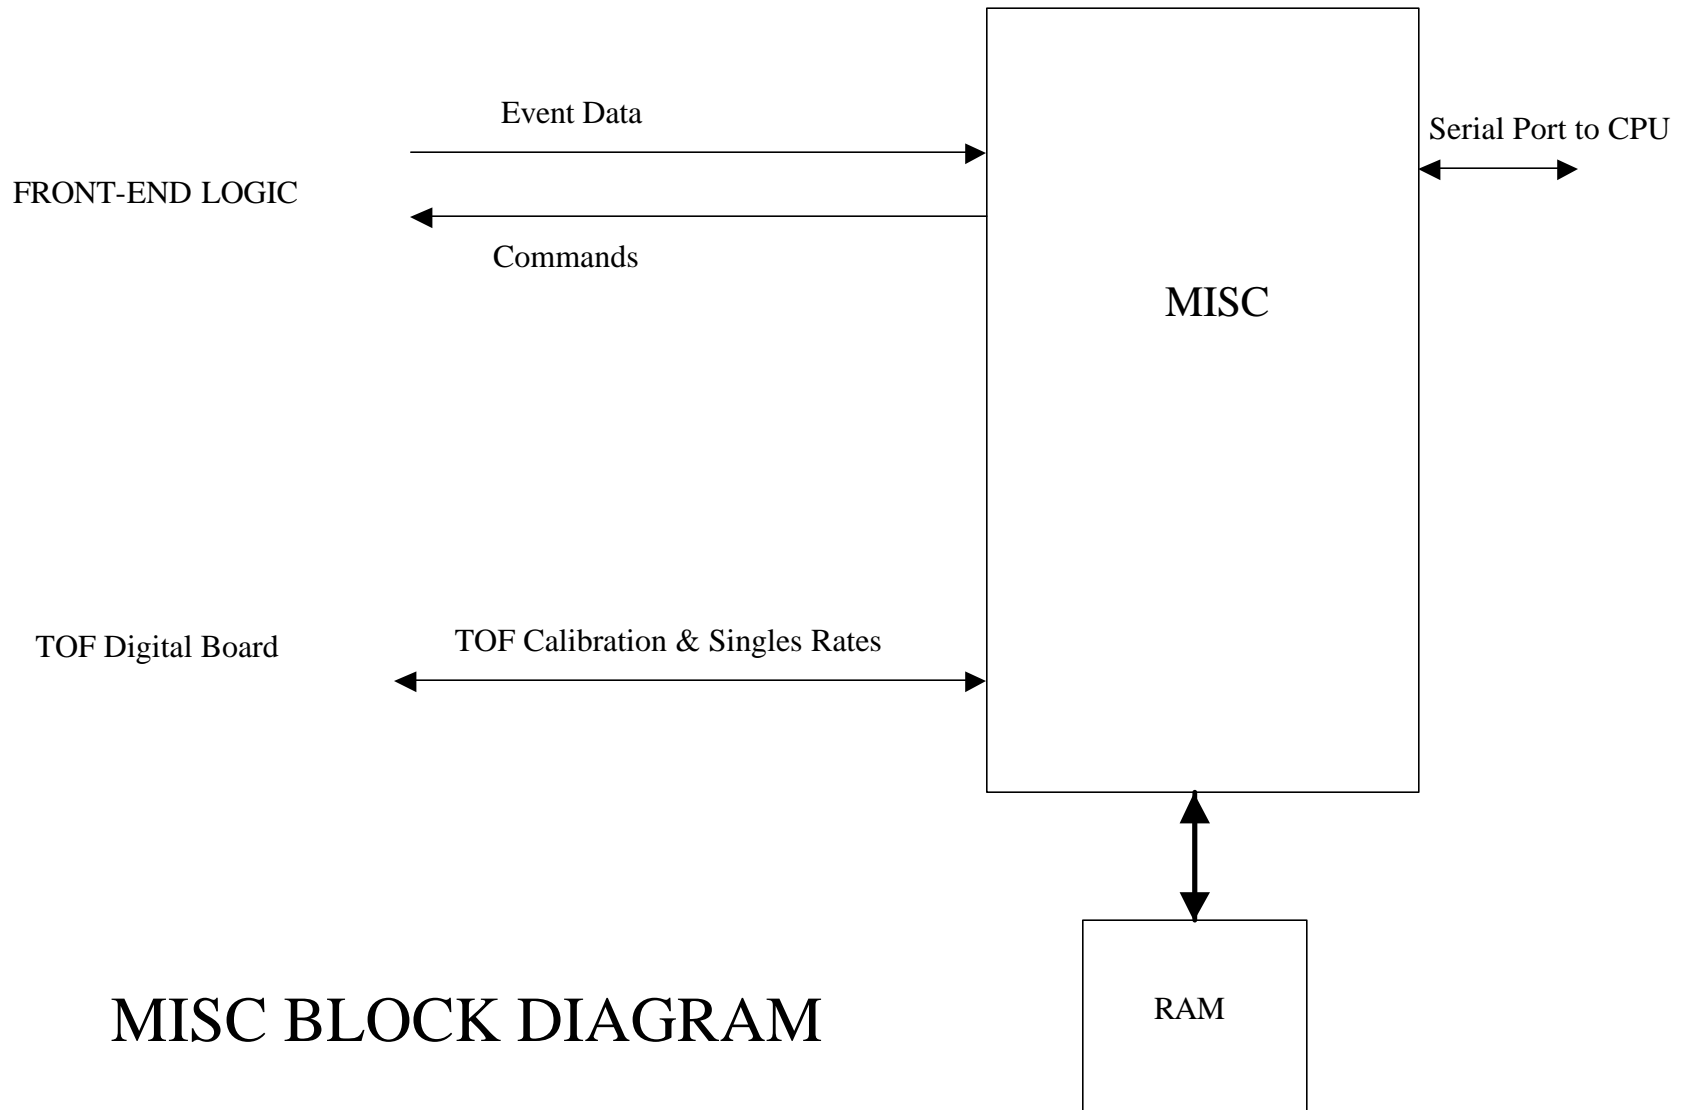 Event Data
Serial Port to CPU
FRONT-END LOGIC
Commands
MISC
TOF Digital Board
TOF Calibration & Singles Rates
MISC BLOCK DIAGRAM
RAM